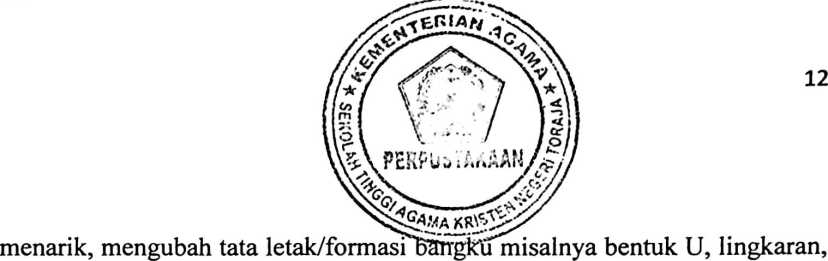 KEMENTERIAN AGAMA
12
PERPUSTAKAAN
SEKOLAH TINGGI AGAMA KRISTEN NEGERI TORAJA
menarik, mengubah tata letak/formasi bangku misalnya bentuk U, lingkaran,